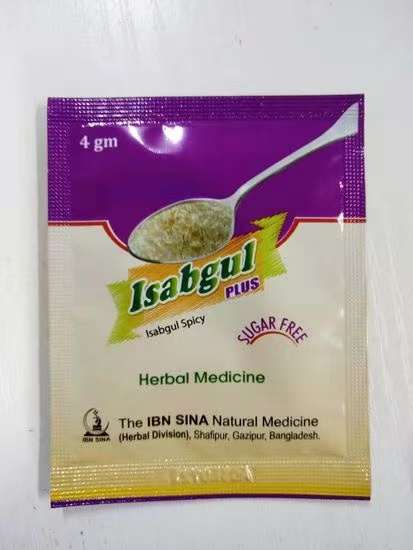 4 gm
Isabgul
PLUS
Isabgul Spicy
SUGAR FREE
Herbal Medicine
The IBN SINA Natural Medicine
(Herbal Division), Shafipur, Gazipur, Bangladesh.
IBN SINA